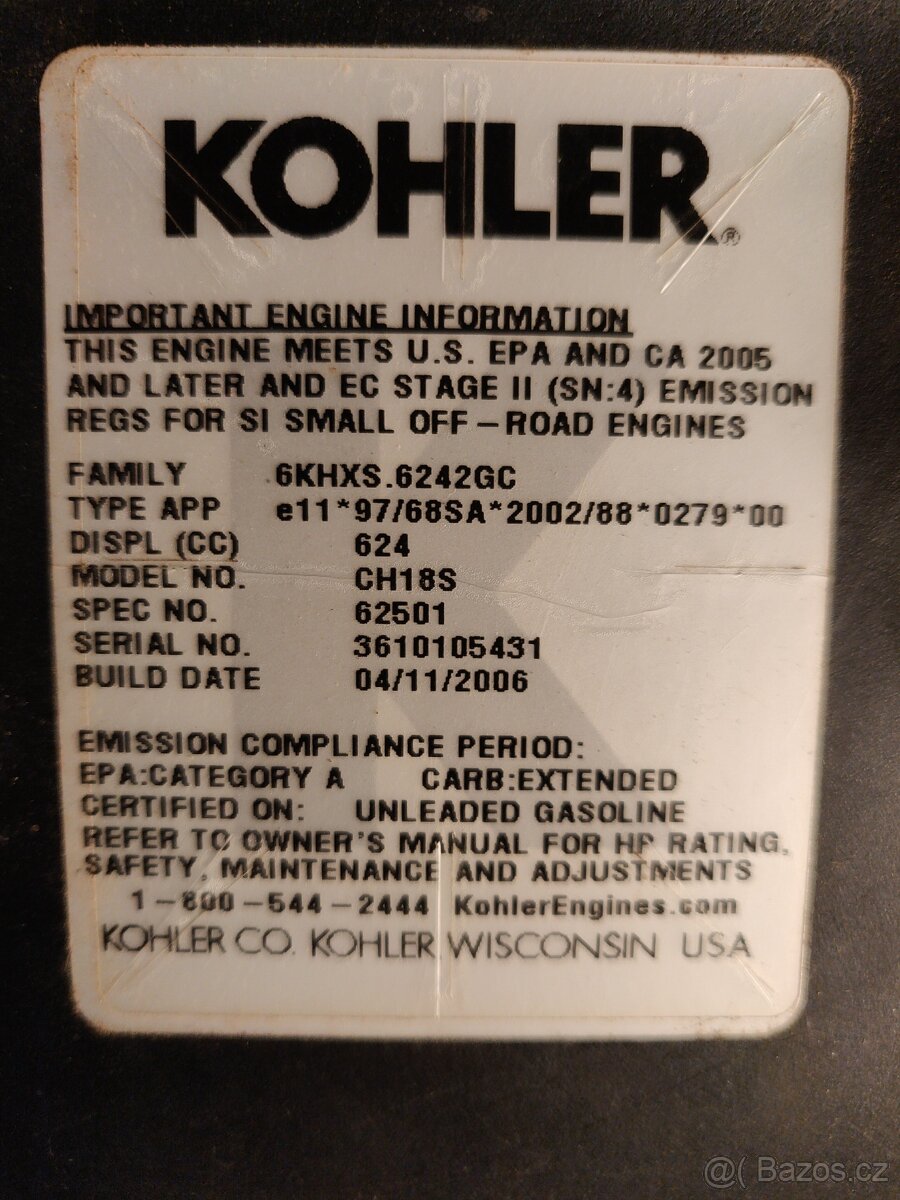 KOHLER®
IMPORTANT ENGINE INFORMATION
THIS ENGINE MEETS U.S. EPA AND CA 2005
AND LATER AND EC STAGE II (SN:4) EMISSION
REGS FOR SI SMALL OFF-ROAD ENGINES
FAMILY 6KHXS.6242GC
TYPE APP e11*97/68SA*2002/88*0279*00
DISPL (CC) 624
MODEL NO. CH18S
SPEC NO. 62501
SERIAL NO. 3610105431
BUILD DATE 04/11/2006
EMISSION COMPLIANCE PERIOD:
EPA:CATEGORY A CARB:EXTENDED
CERTIFIED ON: UNLEADED GASOLINE
REFER TO OWNER'S MANUAL FOR HP RATING,
SAFETY, MAINTENANCE AND ADJUSTMENTS
1-800-544-2444 KohlerEngines.com
KOHLER CO. KOHLER, WISCONSIN USA
@( Bazos.cz